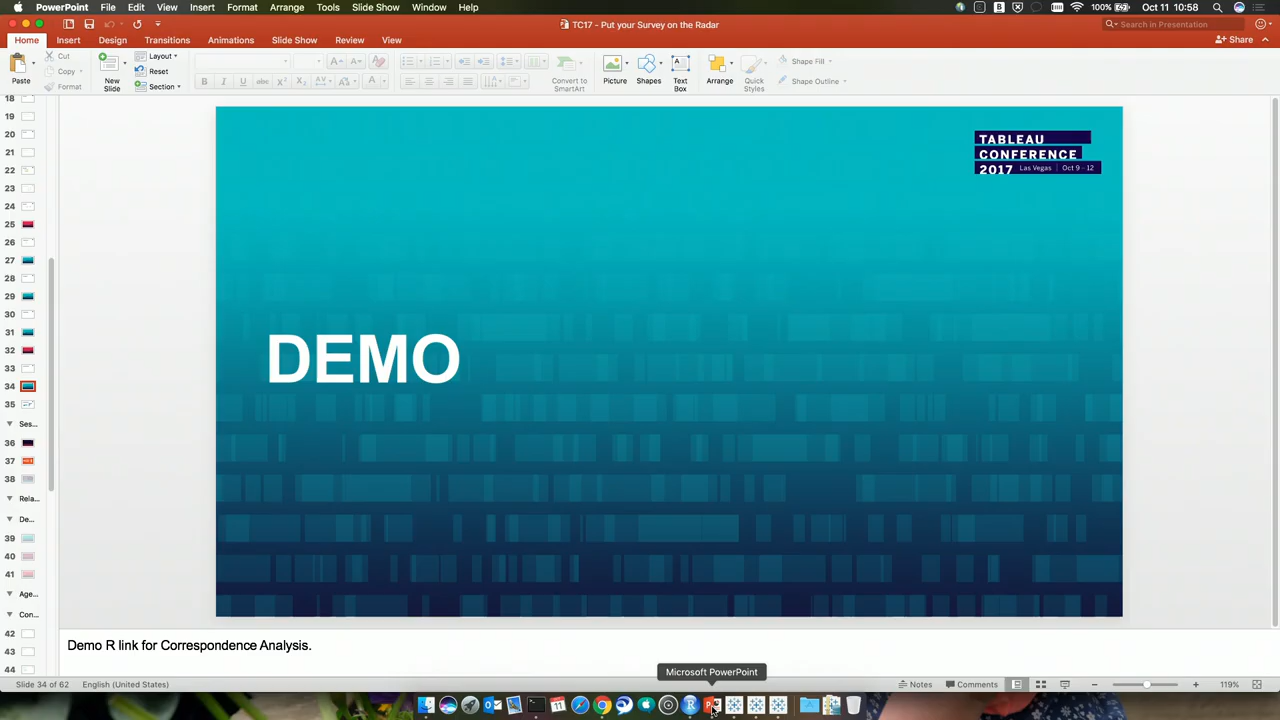 PowerPoint File Edit View Insert Format Arrange Tools Slide Show Window Help 100% Oct 11 10:58
TC17 - Put your Survey on the Radar
Search in Presentation
Home Insert Design Transitions Animations Slide Show Review View
Share
Paste
Cut
Copy
Format
New Slide
Layout
Reset
Section
Convert to SmartArt
Picture
Shapes
Text Box
Arrange
Quick Styles
Shape Fill
Shape Outline
18
19
20
21
22
23
24
25
26
27
28
29
30
31
32
33
34
35
Ses...
36
37
38
Rela...
De...
39
40
41
Age...
Con...
42
43
44
TABLEAU
CONFERENCE
2017 Las Vegas | Oct 9 - 12
DEMO
Demo R link for Correspondence Analysis.
Microsoft PowerPoint
Slide 34 of 62 English (United States) Notes Comments 119%